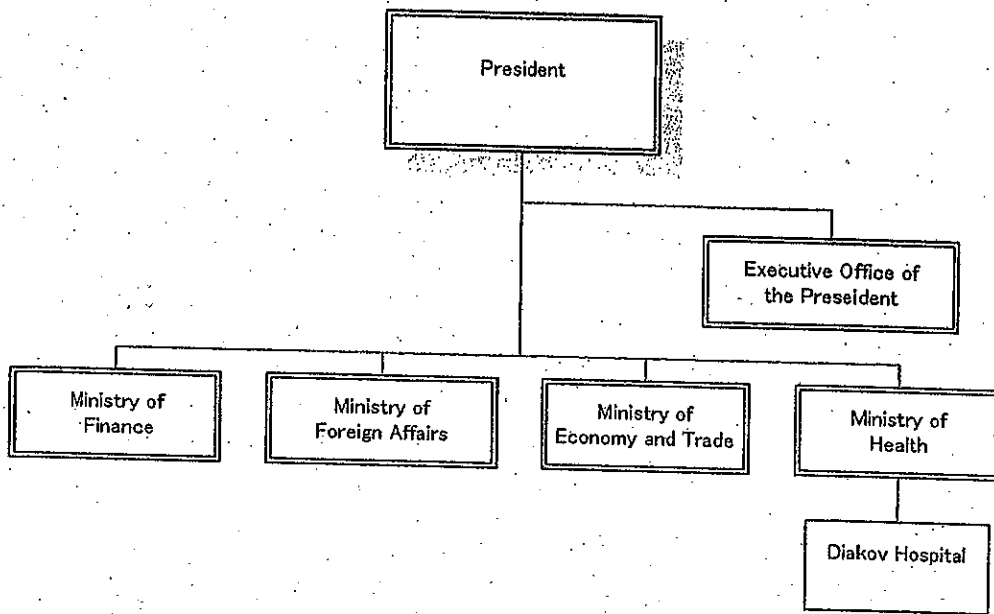 President
Executive Office of
the Preseident
Ministry of
Finance
Ministry of
Foreign Affairs
Ministry of
Economy and Trade
Ministry of
Health
Diakov Hospital